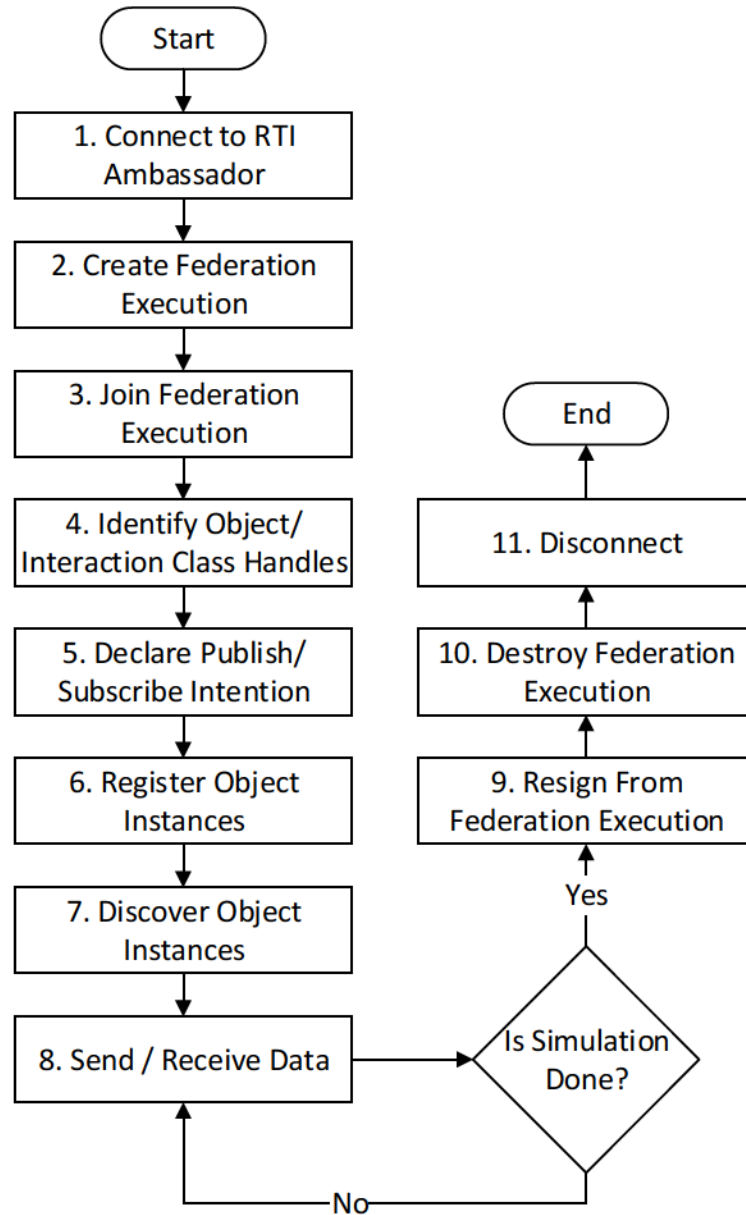 Start
1. Connect to RTI
Ambassador
2. Create Federation
Execution
3. Join Federation
Execution
4. Identify Object/
Interaction Class Handles
5. Declare Publish/
Subscribe Intention
6. Register Object
Instances
7. Discover Object
Instances
8. Send / Receive Data
Is Simulation
Done?
No
Yes
9. Resign From
Federation Execution
10. Destroy Federation
Execution
11. Disconnect
End